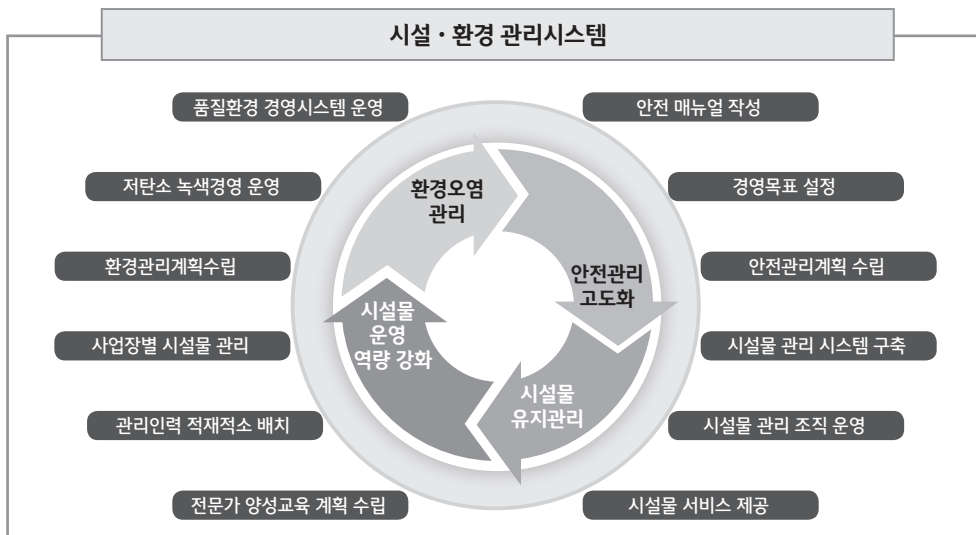 시설·환경 관리시스템
품질환경 경영시스템 운영
안전 매뉴얼 작성
저탄소 녹색경영 운영
경영목표 설정
환경관리계획수립
안전관리계획 수립
사업장별 시설물 관리
시설물 관리 시스템 구축
관리인력 적재적소 배치
시설물 관리 조직 운영
전문가 양성교육 계획 수립
시설물 서비스 제공
환경오염
관리
안전관리
고도화
시설물
유지관리
시설물
운영
역량 강화